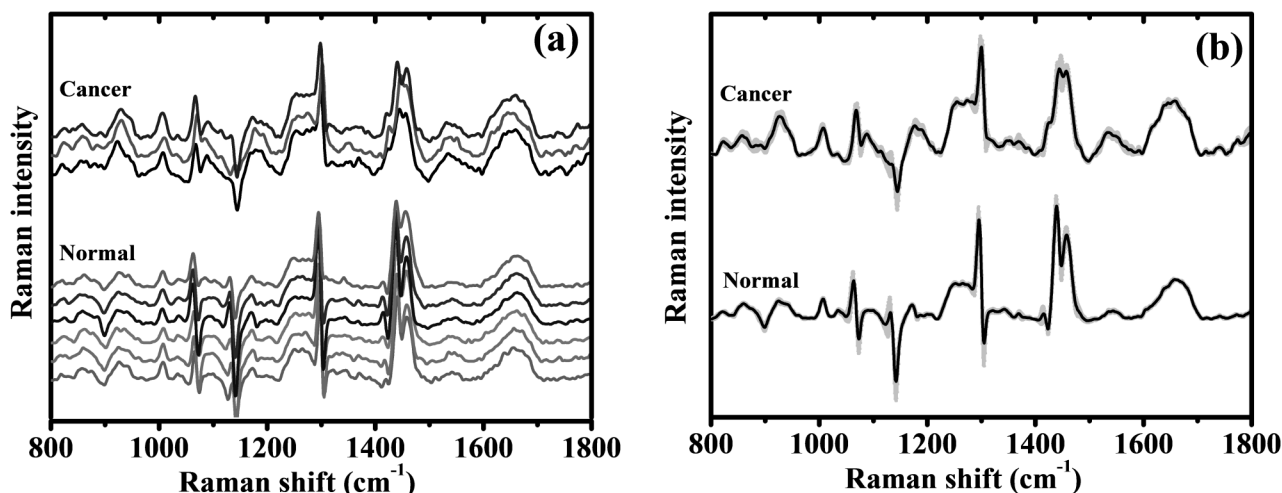 (a)
Cancer
Normal
Raman intensity
800 1000 1200 1400 1600 1800
Raman shift (cm⁻¹)
(b)
Cancer
Normal
Raman intensity
800 1000 1200 1400 1600 1800
Raman shift (cm⁻¹)